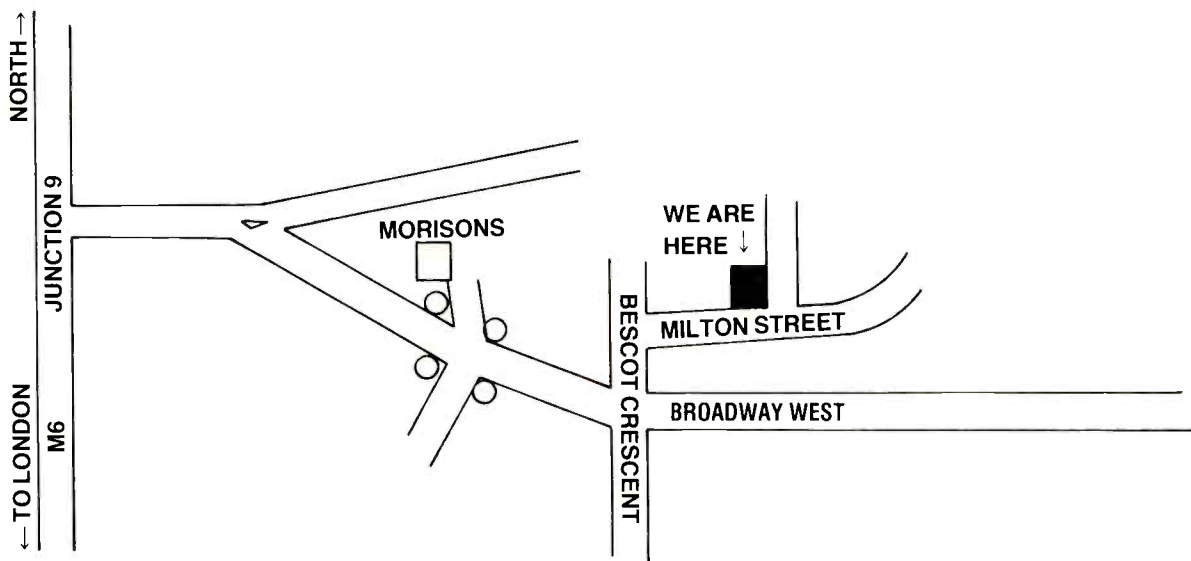 NORTH →
JUNCTION 9
← TO LONDON
M6
MORISONS
WE ARE
HERE ↓
BESCOT CRESCENT
MILTON STREET
BROADWAY WEST